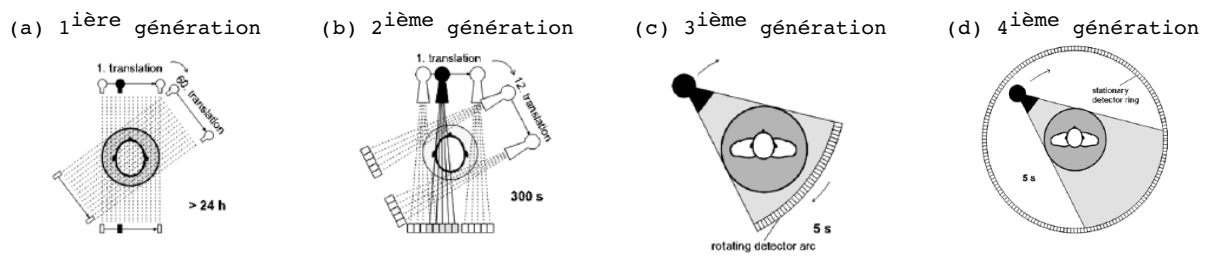 (a) 1ière génération
1. translation
60. translation
> 24 h
(b) 2ième génération
1. translation
12. translation
300 s
(c) 3ième génération
5 s
rotating detector arc
(d) 4ième génération
stationary
detector ring
5 s